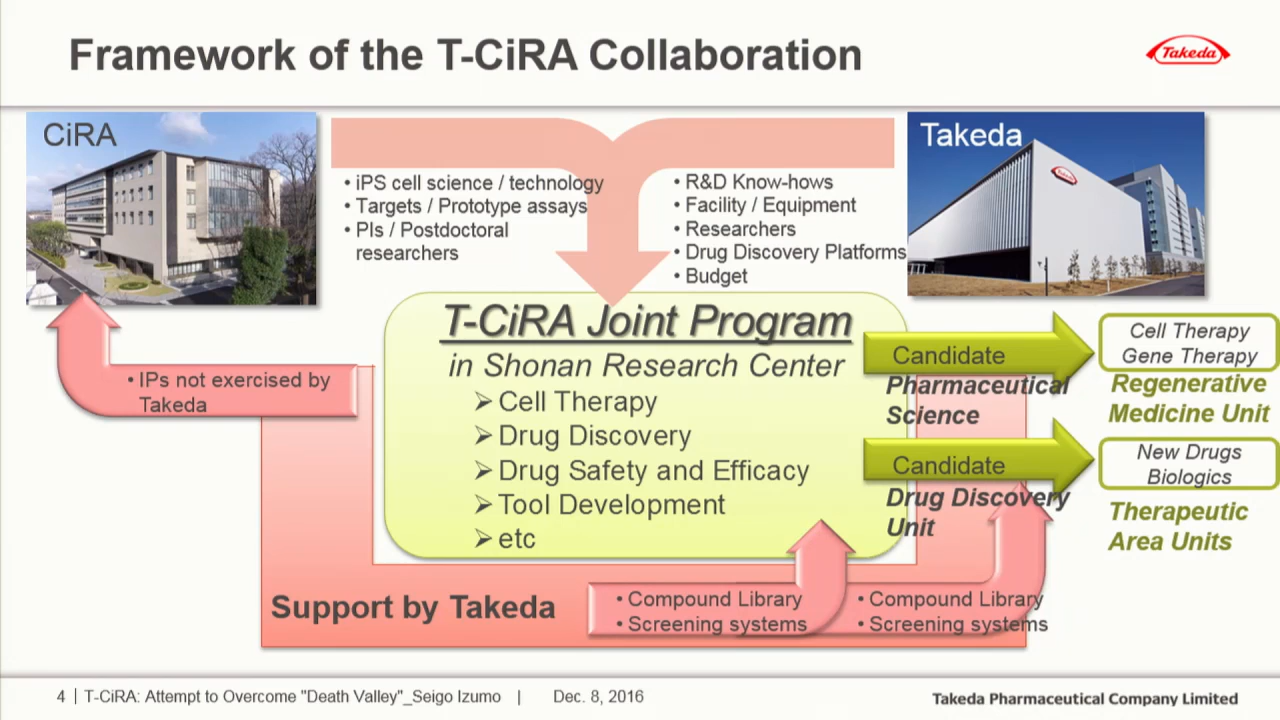 Framework of the T-CiRA Collaboration
Takeda
CiRA
• iPS cell science / technology
• Targets / Prototype assays
• PIs / Postdoctoral
researchers
• R&D Know-hows
• Facility / Equipment
• Researchers
• Drug Discovery Platforms
• Budget
Takeda
T-CiRA Joint Program
in Shonan Research Center
➢ Cell Therapy
➢ Drug Discovery
➢ Drug Safety and Efficacy
➢ Tool Development
➢ etc
• IPs not exercised by
Takeda
Candidate
Pharmaceutical
Science
Cell Therapy
Gene Therapy
Regenerative
Medicine Unit
Candidate
Drug Discovery
Unit
New Drugs
Biologics
Therapeutic
Area Units
Support by Takeda
• Compound Library
• Screening systems
• Compound Library
• Screening systems
4 | T-CiRA: Attempt to Overcome "Death Valley"_Seigo Izumo | Dec. 8, 2016
Takeda Pharmaceutical Company Limited